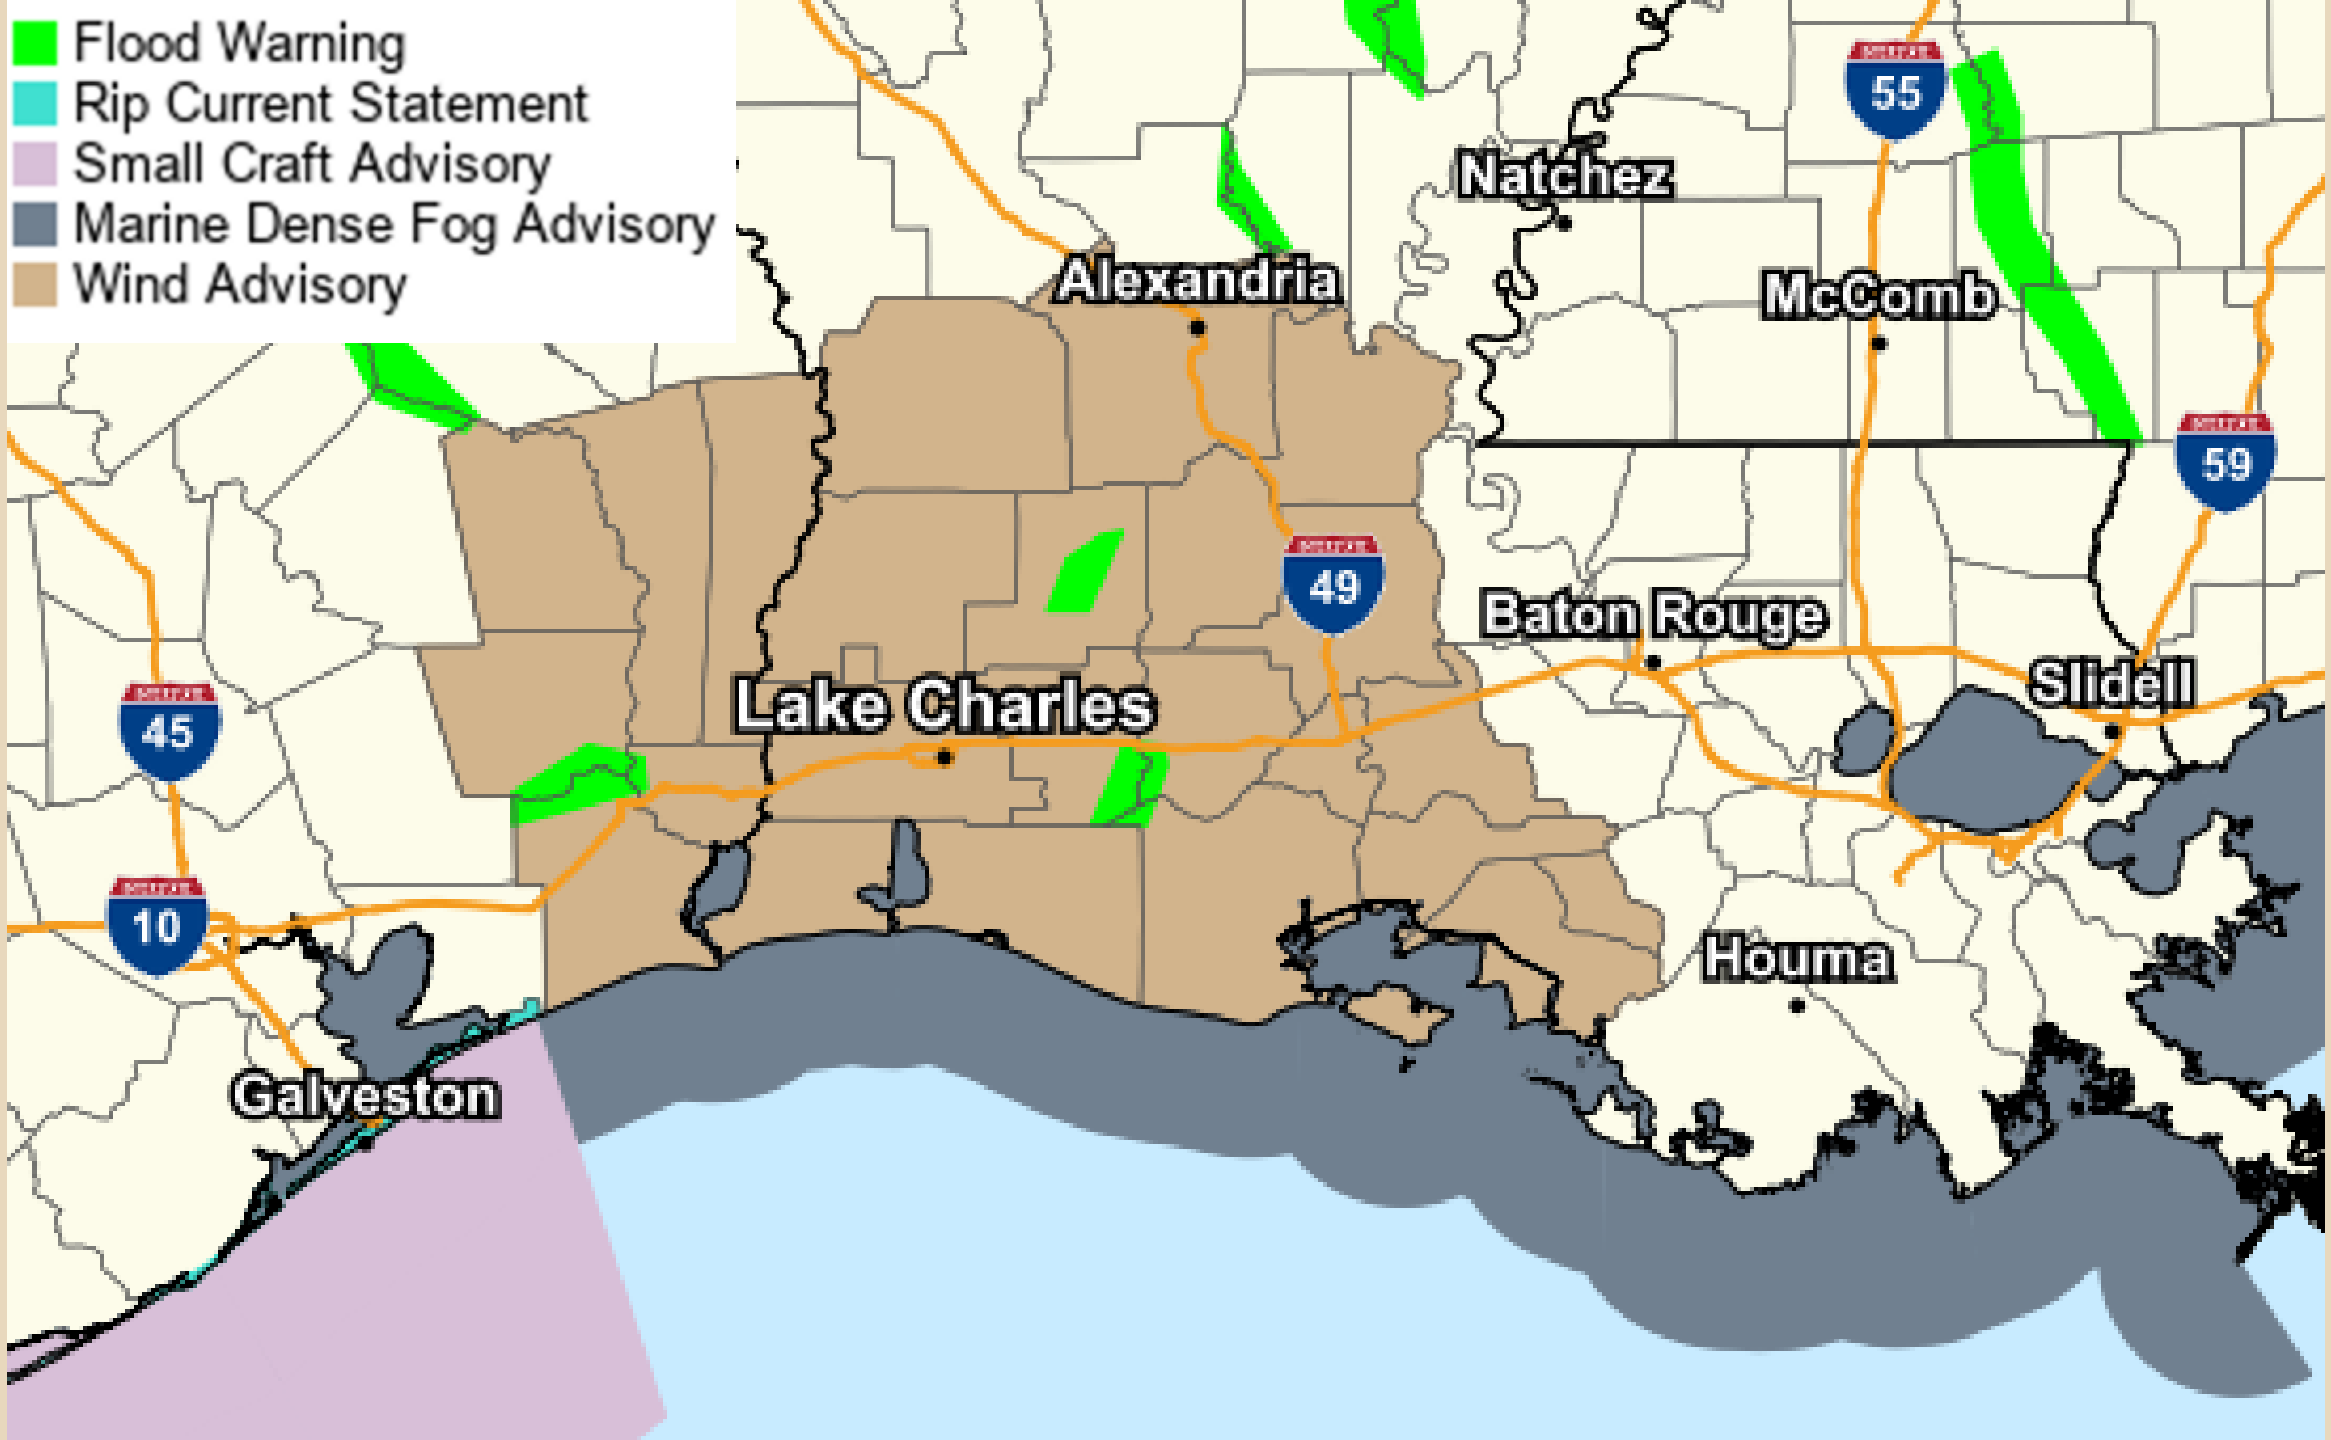 Flood Warning
Rip Current Statement
Small Craft Advisory
Marine Dense Fog Advisory
Wind Advisory
55
Natchez
Alexandria
McComb
59
49
Baton Rouge
Slidell
Lake Charles
45
10
Houma
Galveston